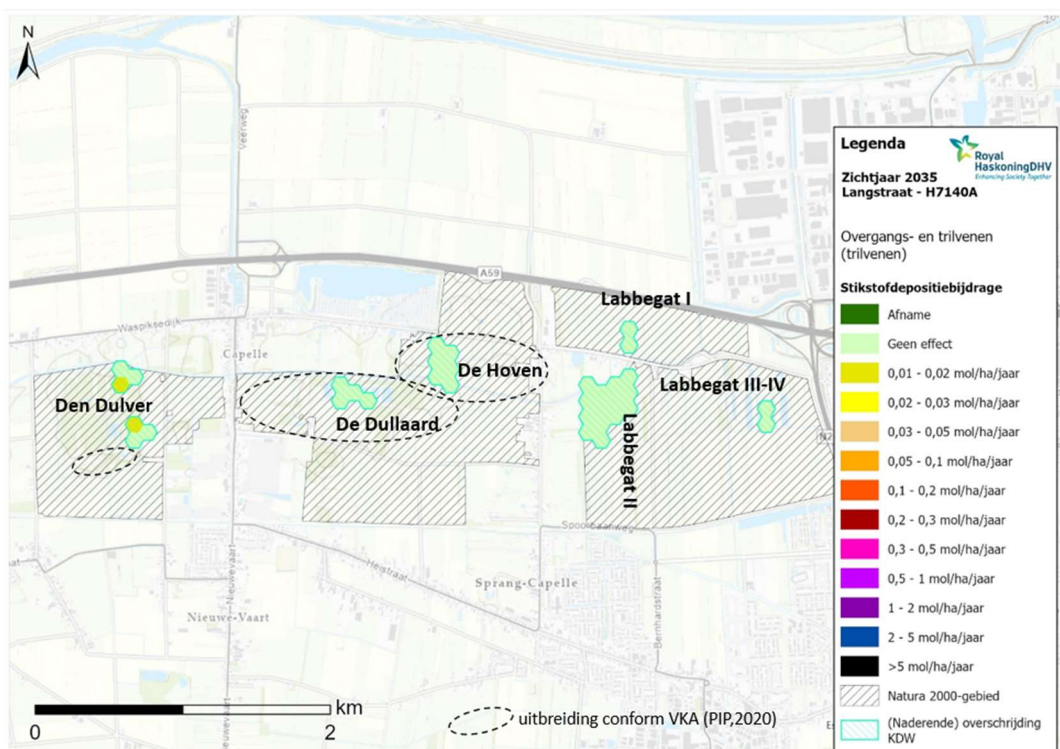 N
Veerweg
A59
Waspiksedijk
Capelle
Labbegat I
De Hoven
Den Dulver
De Dullaard
Labbegat III-IV
Labbegat II
Spoorbaanweg
Heistraat
Sprang-Capelle
Nieuwevaart
Nieuwe-Vaart
Bernhardstraat
0
2
km
uitbreiding conform VKA (PIP,2020)
Legenda
Royal
HaskoningDHV
Enhancing Society Together
Zichtjaar 2035
Langstraat - H7140A
Overgangs- en trilvenen
(trilvenen)
Stikstofdepositiebijdrage
Afname
Geen effect
0,01 - 0,02 mol/ha/jaar
0,02 - 0,03 mol/ha/jaar
0,03 - 0,05 mol/ha/jaar
0,05 - 0,1 mol/ha/jaar
0,1 - 0,2 mol/ha/jaar
0,2 - 0,3 mol/ha/jaar
0,3 - 0,5 mol/ha/jaar
0,5 - 1 mol/ha/jaar
1 - 2 mol/ha/jaar
2 - 5 mol/ha/jaar
>5 mol/ha/jaar
Natura 2000-gebied
(Naderende) overschrijding
KDW